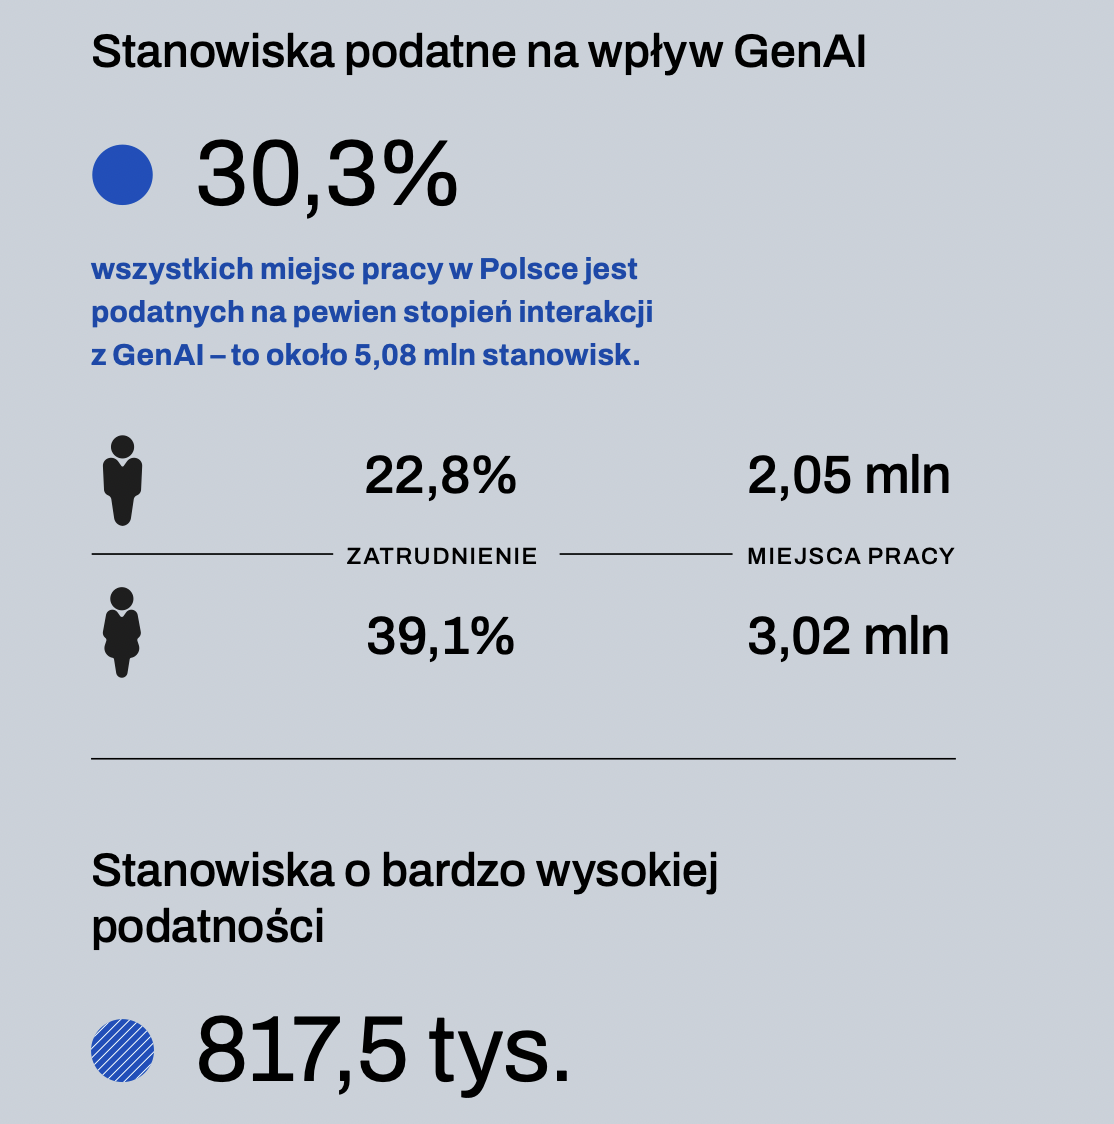 Stanowiska podatne na wpływ GenAI
30,3%
wszystkich miejsc pracy w Polsce jest
podatnych na pewien stopień interakcji
z GenAI – to około 5,08 mln stanowisk.
22,8% 2,05 mln
ZATRUDNIENIE MIEJSCA PRACY
39,1% 3,02 mln
Stanowiska o bardzo wysokiej
podatności
817,5 tys.